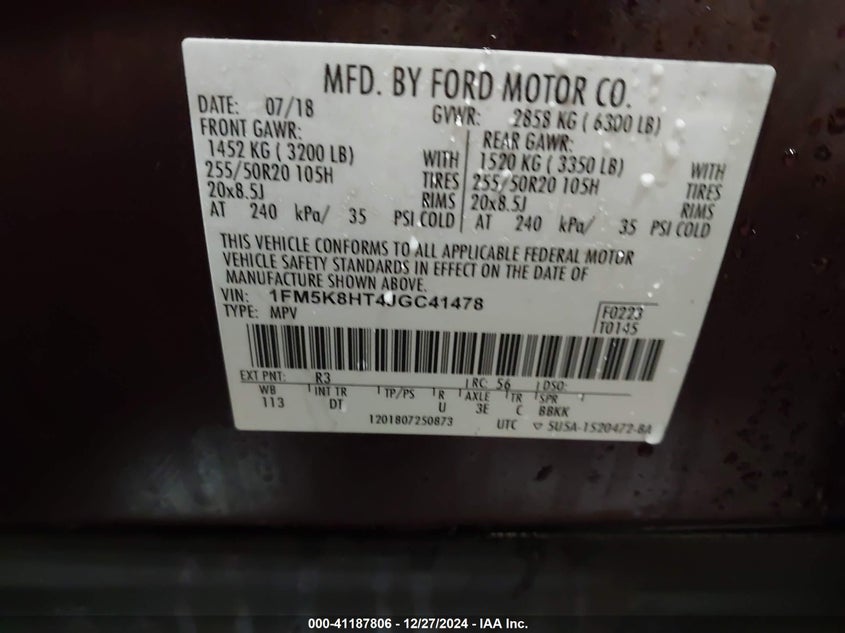 MFD. BY FORD MOTOR CO.
DATE: 07/18 GVWR: 2858 KG ( 6300 LB)
FRONT GAWR: REAR GAWR:
1452 KG ( 3200 LB) WITH 1520 KG ( 3350 LB) WITH
255/50R20 105H TIRES 255/50R20 105H TIRES
20x8.5J RIMS 20x8.5J RIMS
AT 240 kPa/ 35 PSI COLD AT 240 kPa/ 35 PSI COLD
THIS VEHICLE CONFORMS TO ALL APPLICABLE FEDERAL MOTOR
VEHICLE SAFETY STANDARDS IN EFFECT ON THE DATE OF
MANUFACTURE SHOWN ABOVE.
VIN: 1FM5K8HT4JGC41478 F0223
TYPE: MPV T0145
EXT PNT: R3 RC: 56 DSO:
WB INT TR TP/PS R AXLE TR SPR
113 DT U 3E C BBKK
1201807250873 UTC ▽ 5U5A-1520472-BA
000-41187806 - 12/27/2024 - IAA Inc.